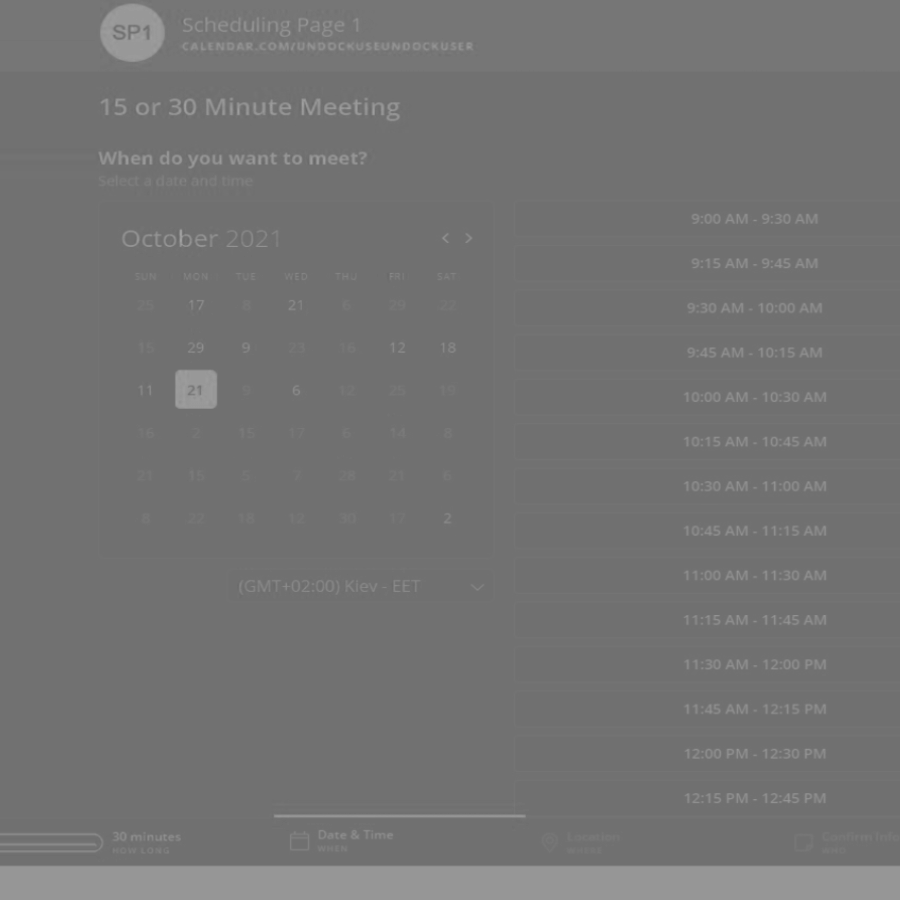 SP1
Scheduling Page 1
CALENDAR.COM/UNDOCKUSEUNDOCKUSER
15 or 30 Minute Meeting
When do you want to meet?
Select a date and time
October 2021
SUN MON TUE WED THU FRI SAT
17 8 21 6 29 22
15 29 9 23 16 12 18
11 21 5 6 12 25
16 2 15 17 6 14 8
21 15 7 28 21 6
8 22 18 12 30 17 2
(GMT+02:00) Kiev - EET
9:00 AM - 9:30 AM
9:15 AM - 9:45 AM
9:30 AM - 10:00 AM
9:45 AM - 10:15 AM
10:00 AM - 10:30 AM
10:15 AM - 10:45 AM
10:30 AM - 11:00 AM
10:45 AM - 11:15 AM
11:00 AM - 11:30 AM
11:15 AM - 11:45 AM
11:30 AM - 12:00 PM
11:45 AM - 12:15 PM
12:00 PM - 12:30 PM
12:15 PM - 12:45 PM
30 minutes
HOW LONG
Date & Time
WHEN
Location
WHERE
Confirm